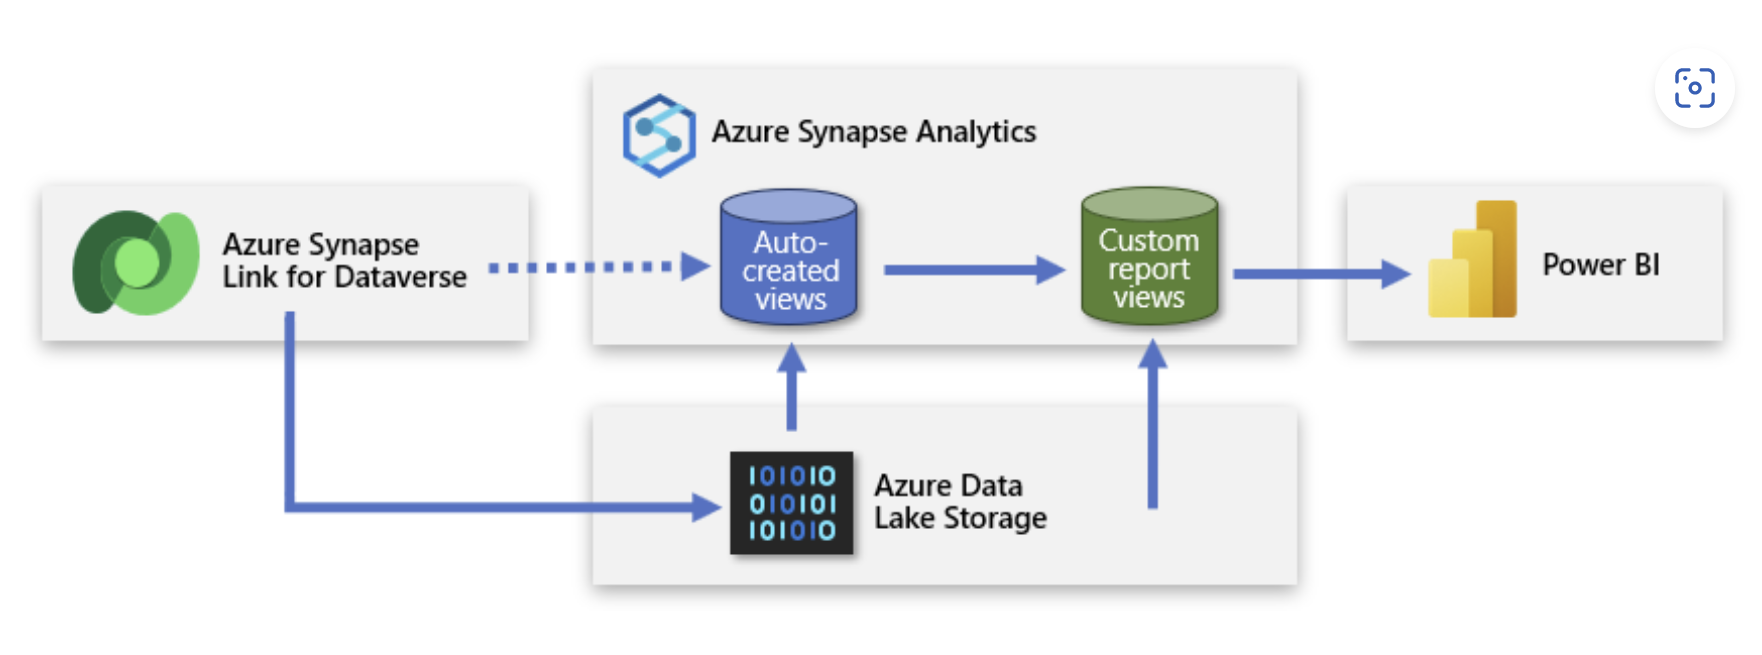 Azure Synapse Analytics
Azure Synapse
Link for Dataverse
Auto-
created
views
Custom
report
views
Power BI
101010
010101
101010
Azure Data
Lake Storage